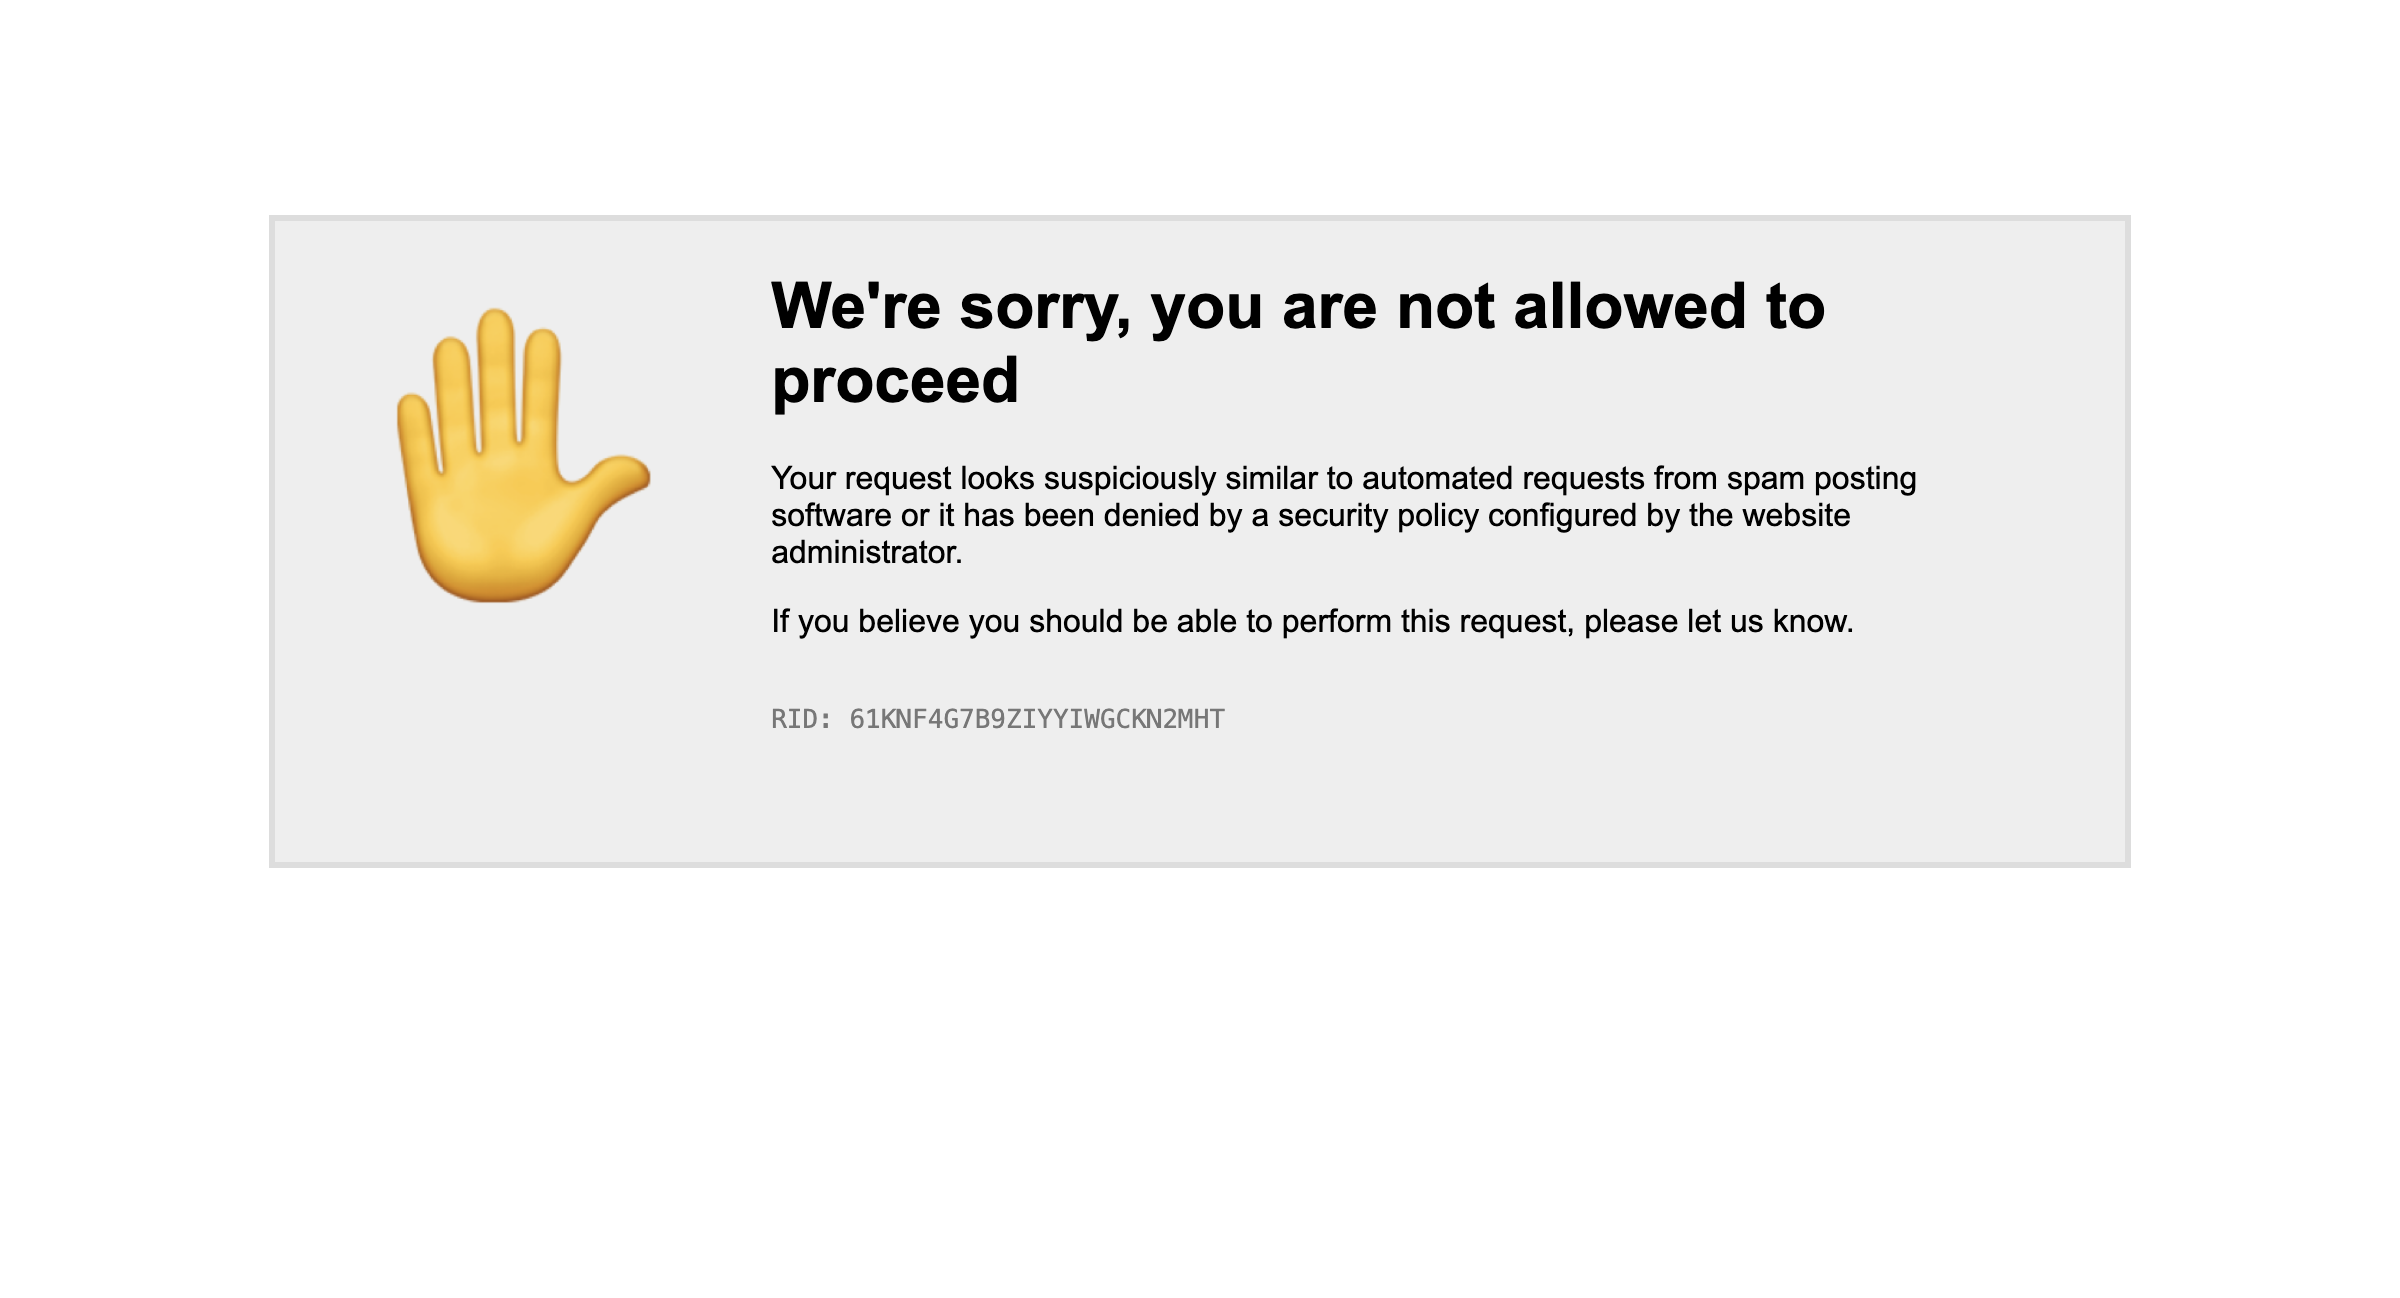 We're sorry, you are not allowed to
proceed
Your request looks suspiciously similar to automated requests from spam posting
software or it has been denied by a security policy configured by the website
administrator.
If you believe you should be able to perform this request, please let us know.
RID: 61KNF4G7B9ZIYYIWGCKN2MHT